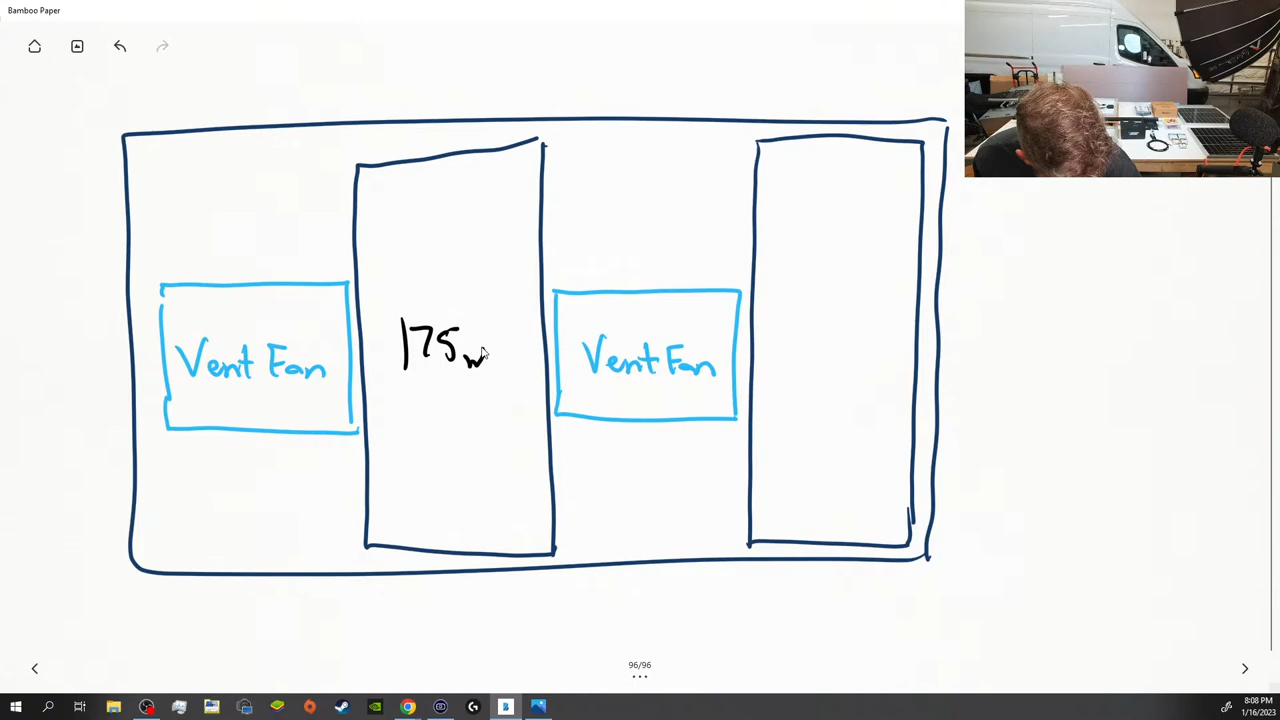 Bamboo Paper
175w
Vent Fan
Vent Fan
96/96
8:08 PM
1/16/2023